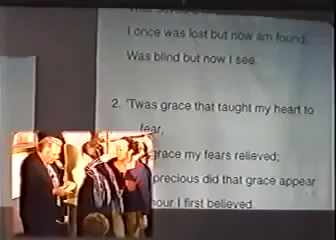 I once was lost but now am found,
Was blind but now I see.
2. 'Twas grace that taught my heart to
fear,
grace my fears relieved;
precious did that grace appear
hour I first believed.